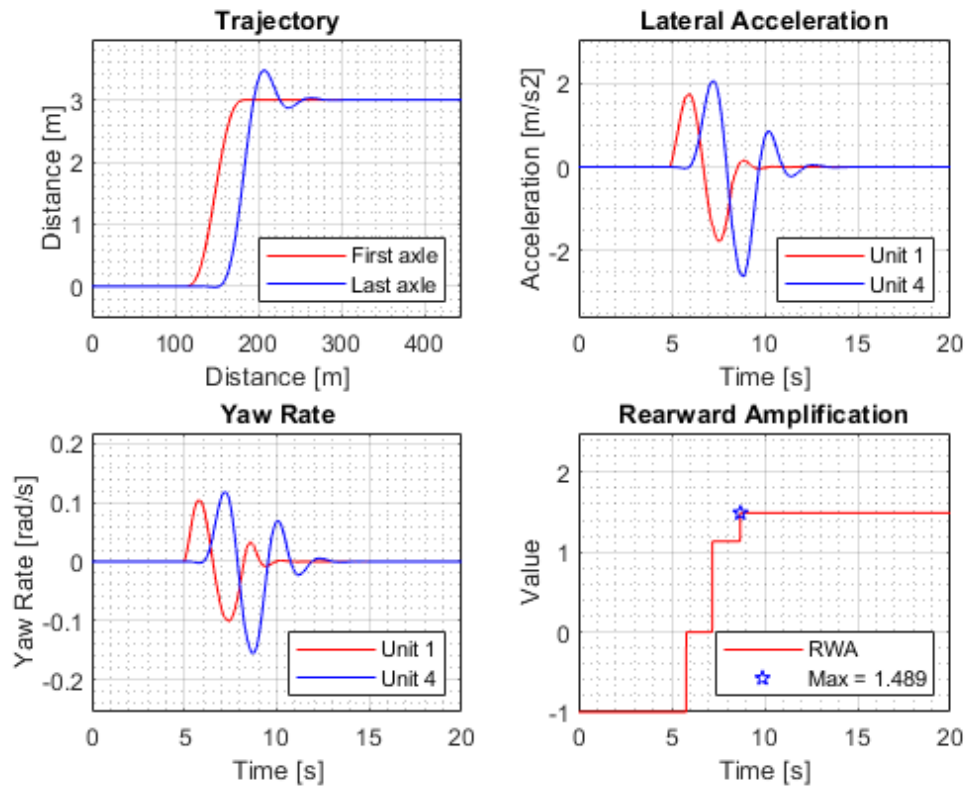 Trajectory
Distance [m]
3
2
1
0
First axle
Last axle
0 100 200 300 400
Distance [m]
Lateral Acceleration
Acceleration [m/s2]
2
0
-2
Unit 1
Unit 4
0 5 10 15 20
Time [s]
Yaw Rate
Yaw Rate [rad/s]
0.2
0.1
0
-0.1
-0.2
Unit 1
Unit 4
0 5 10 15 20
Time [s]
Rearward Amplification
Value
2
1
0
-1
RWA
Max = 1.489
0 5 10 15 20
Time [s]